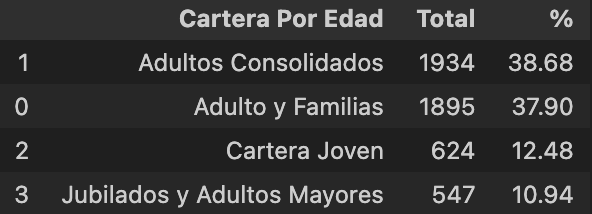 Cartera Por Edad Total %
1 Adultos Consolidados 1934 38.68
0 Adulto y Familias 1895 37.90
2 Cartera Joven 624 12.48
3 Jubilados y Adultos Mayores 547 10.94